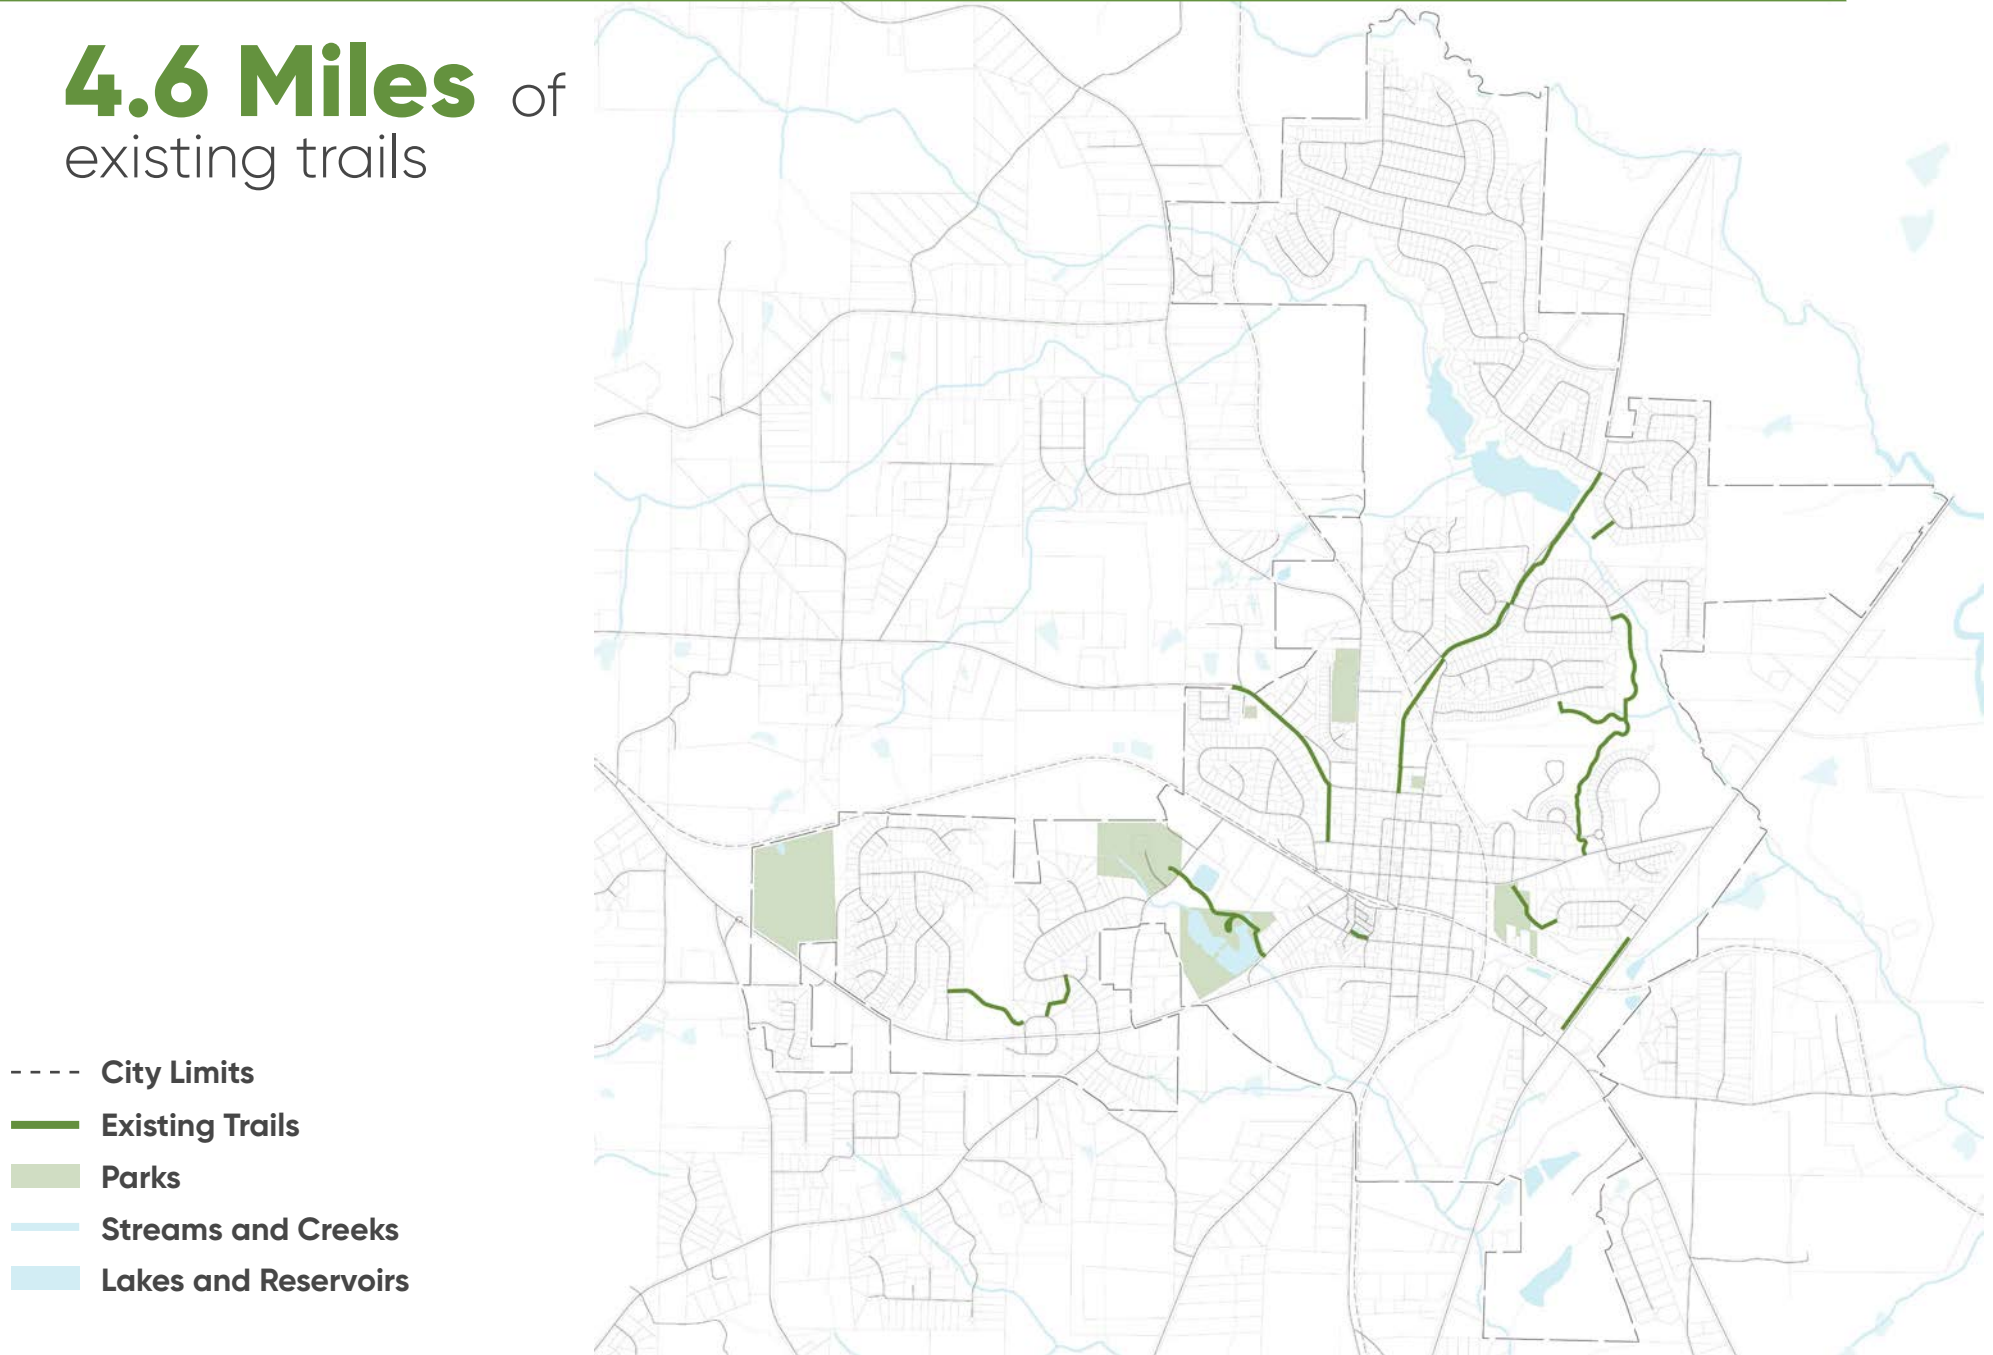 4.6 Miles of
existing trails
City Limits
Existing Trails
Parks
Streams and Creeks
Lakes and Reservoirs